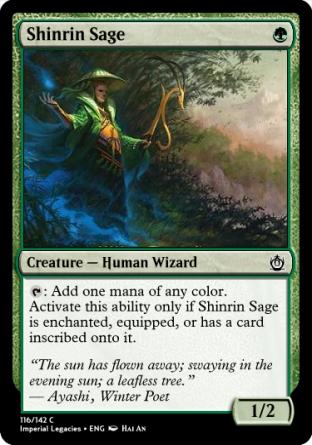 Shinrin Sage
Creature — Human Wizard
: Add one mana of any color.
Activate this ability only if Shinrin Sage
is enchanted, equipped, or has a card
inscribed onto it.
“The sun has flown away; swaying in the
evening sun; a leafless tree.”
— Ayashi, Winter Poet
1/2
116/142 C
Imperial Legacies • ENG Hai An